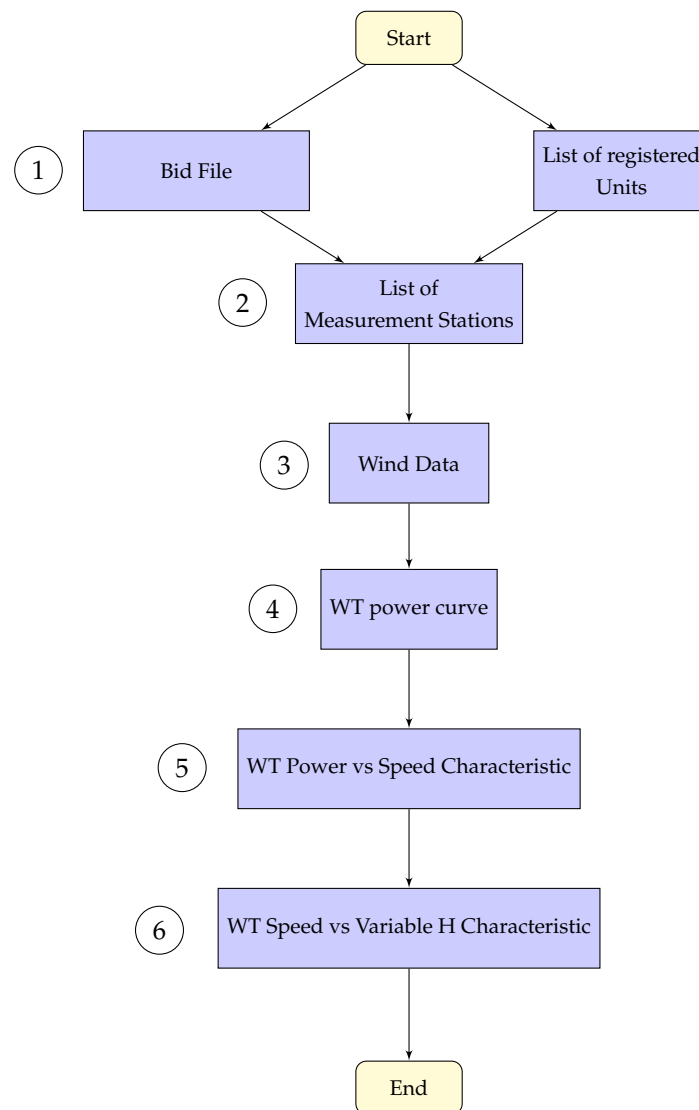 Start
1
Bid File
List of registered
Units
2
List of
Measurement Stations
3
Wind Data
4
WT power curve
5
WT Power vs Speed Characteristic
6
WT Speed vs Variable H Characteristic
End